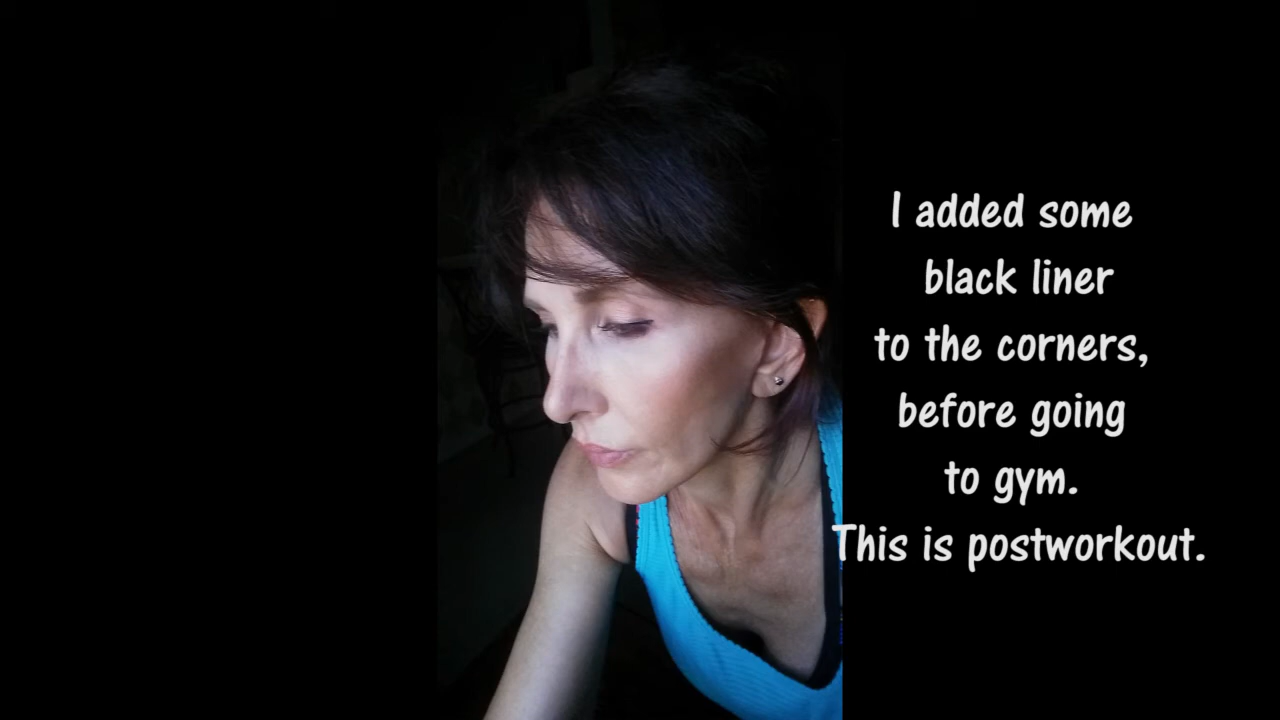 I added some
black liner
to the corners,
before going
to gym.
This is postworkout.